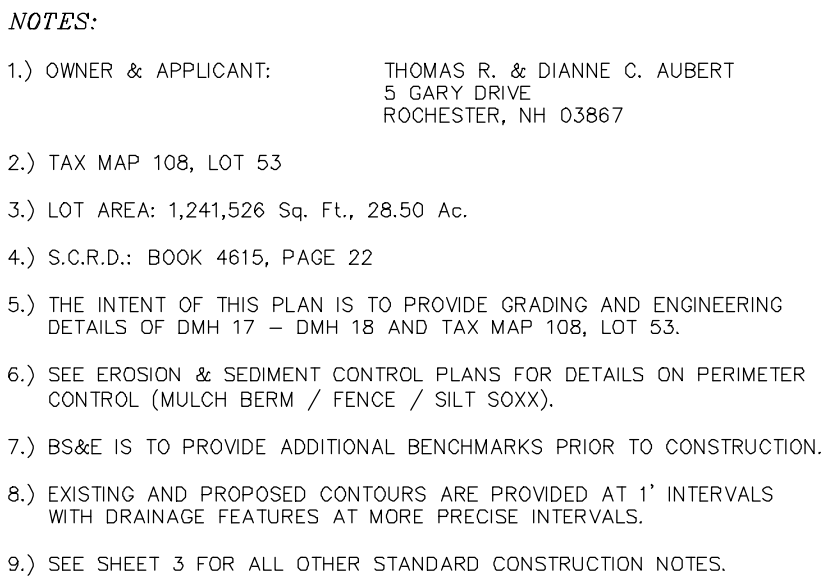 NOTES:
1.) OWNER & APPLICANT: THOMAS R. & DIANNE C. AUBERT
5 GARY DRIVE
ROCHESTER, NH 03867
2.) TAX MAP 108, LOT 53
3.) LOT AREA: 1,241,526 Sq. Ft., 28.50 Ac.
4.) S.C.R.D.: BOOK 4615, PAGE 22
5.) THE INTENT OF THIS PLAN IS TO PROVIDE GRADING AND ENGINEERING
DETAILS OF DMH 17 – DMH 18 AND TAX MAP 108, LOT 53.
6.) SEE EROSION & SEDIMENT CONTROL PLANS FOR DETAILS ON PERIMETER
CONTROL (MULCH BERM / FENCE / SILT SOXX).
7.) BS&E IS TO PROVIDE ADDITIONAL BENCHMARKS PRIOR TO CONSTRUCTION.
8.) EXISTING AND PROPOSED CONTOURS ARE PROVIDED AT 1' INTERVALS
WITH DRAINAGE FEATURES AT MORE PRECISE INTERVALS.
9.) SEE SHEET 3 FOR ALL OTHER STANDARD CONSTRUCTION NOTES.